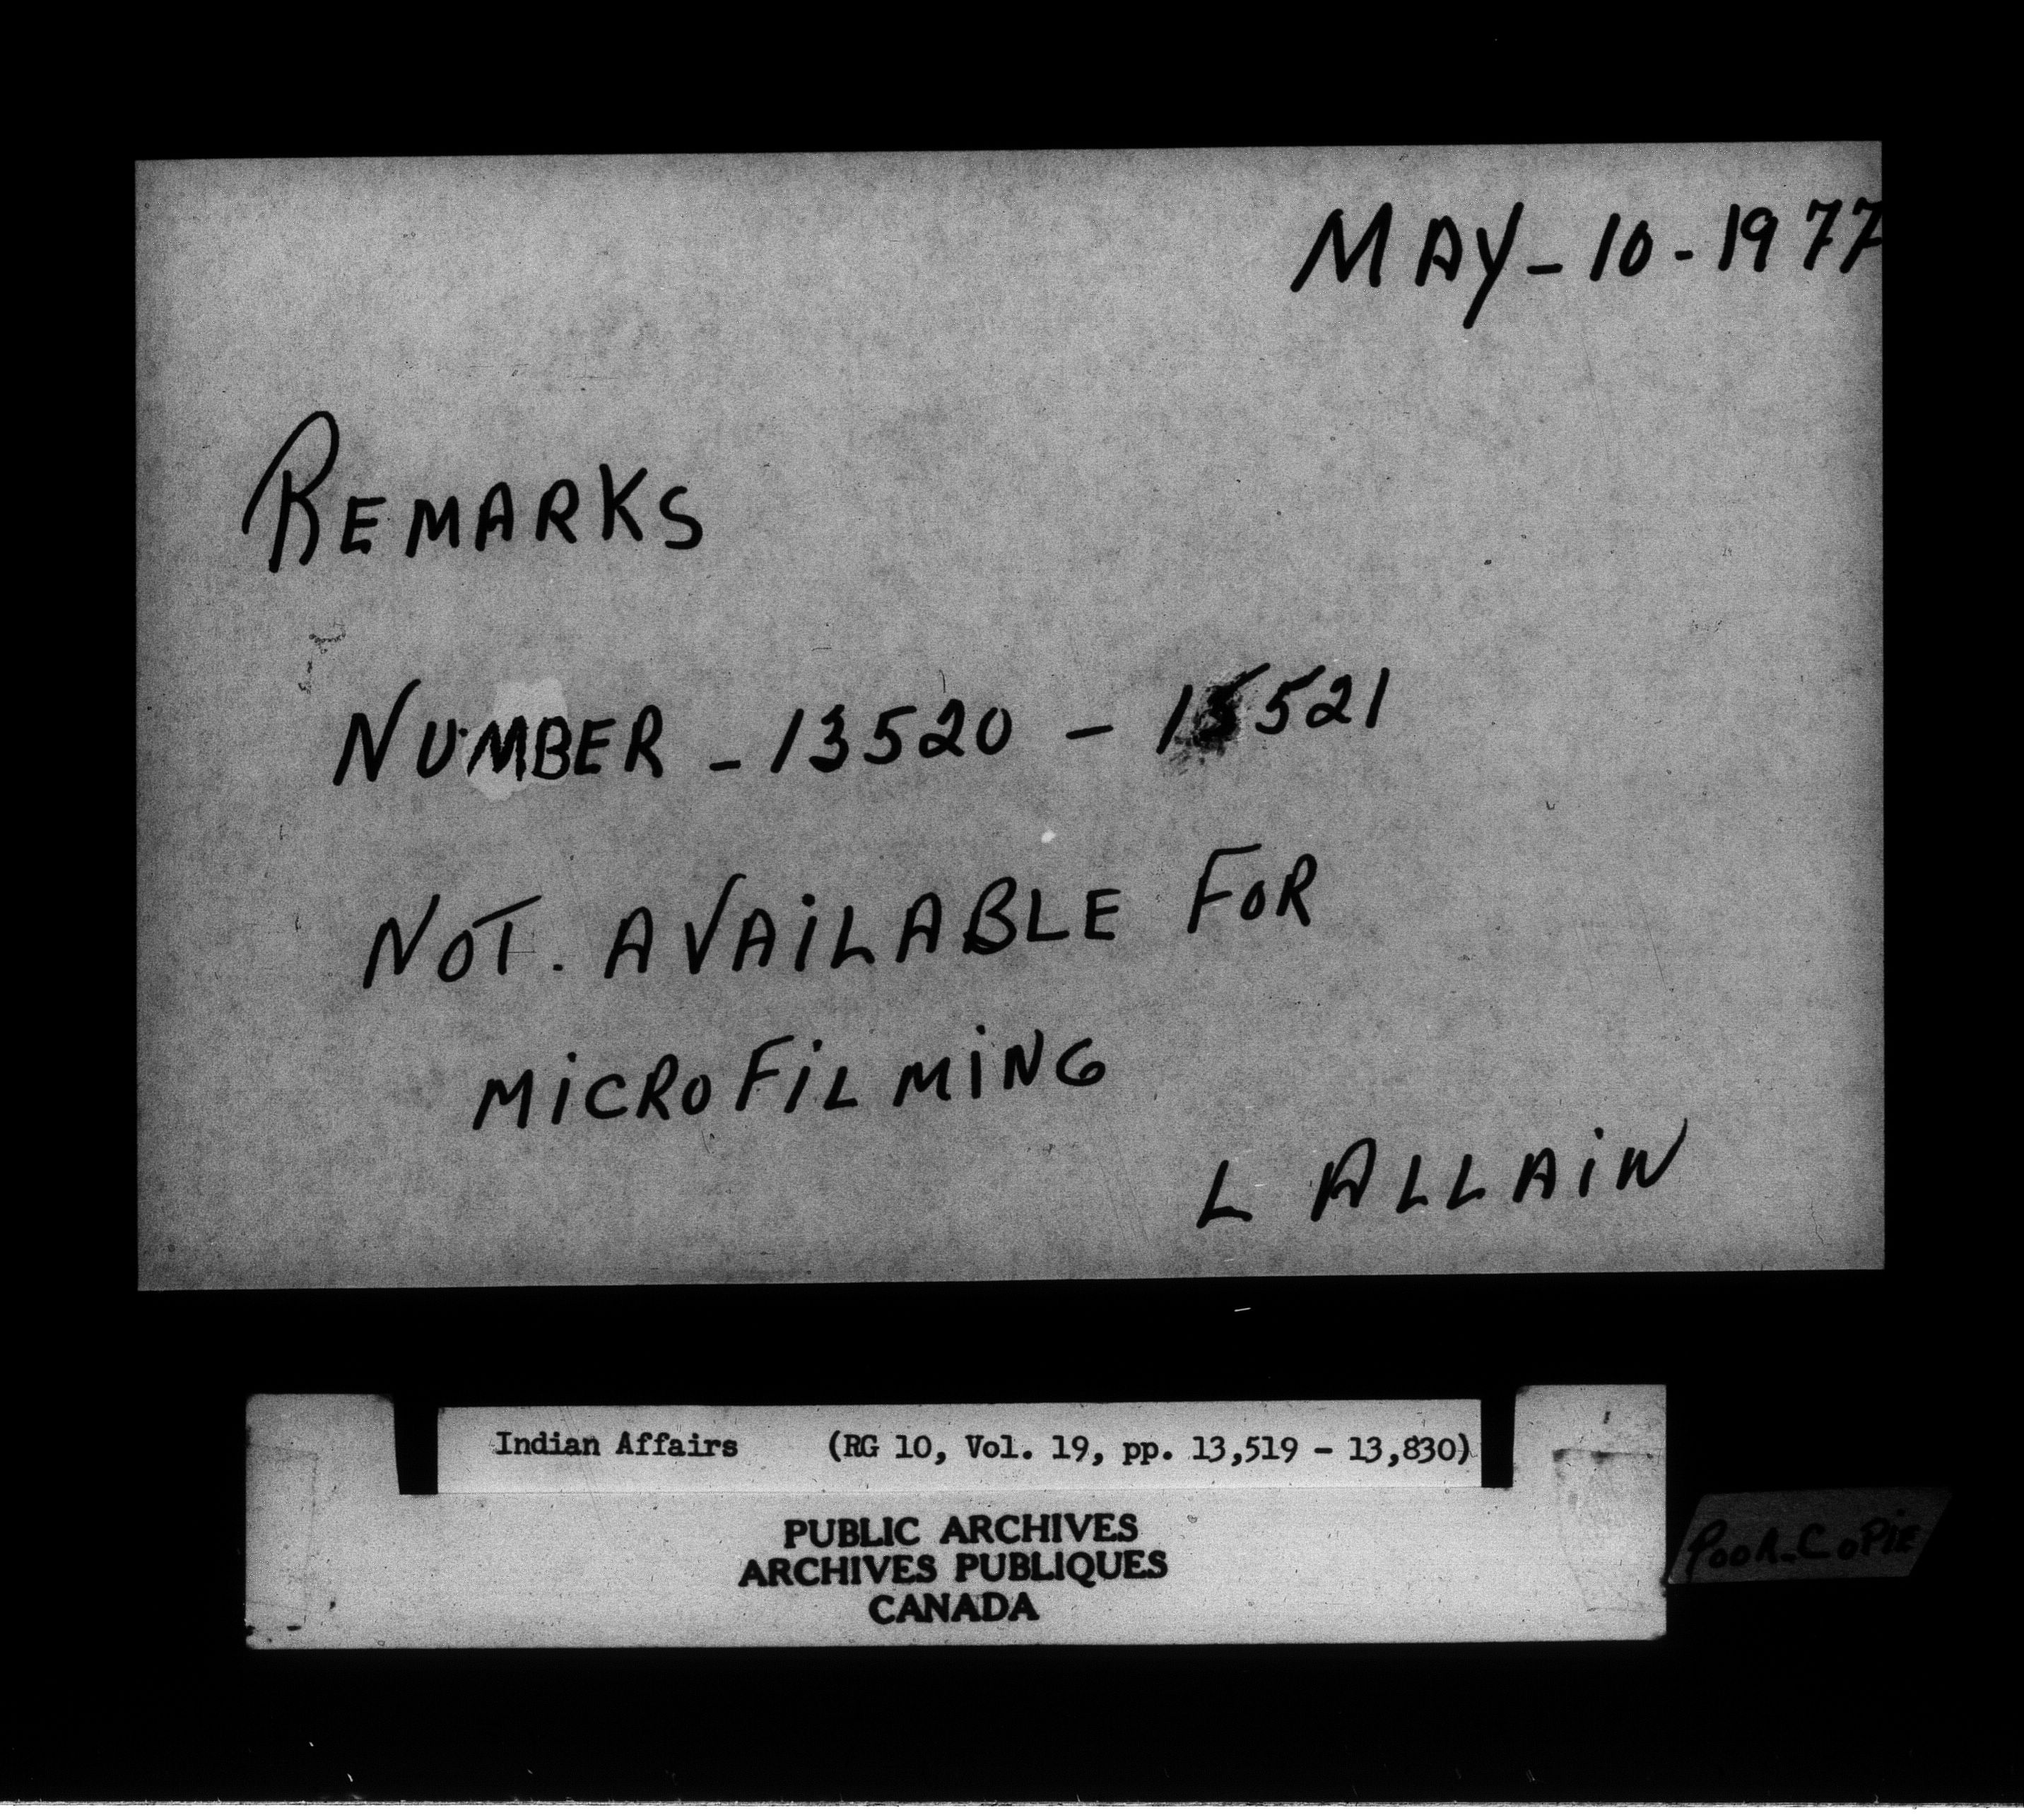 MAY-10-1977
REMARKS
NUMBER - 13520 - 13521
NOT. AVAILABLE FOR
MICROFILMING
L ALLAIN
Indian Affairs (RG 10, Vol. 19, pp. 13,519 - 13,830)
PUBLIC ARCHIVES
ARCHIVES PUBLIQUES
CANADA
POOR-COPIE